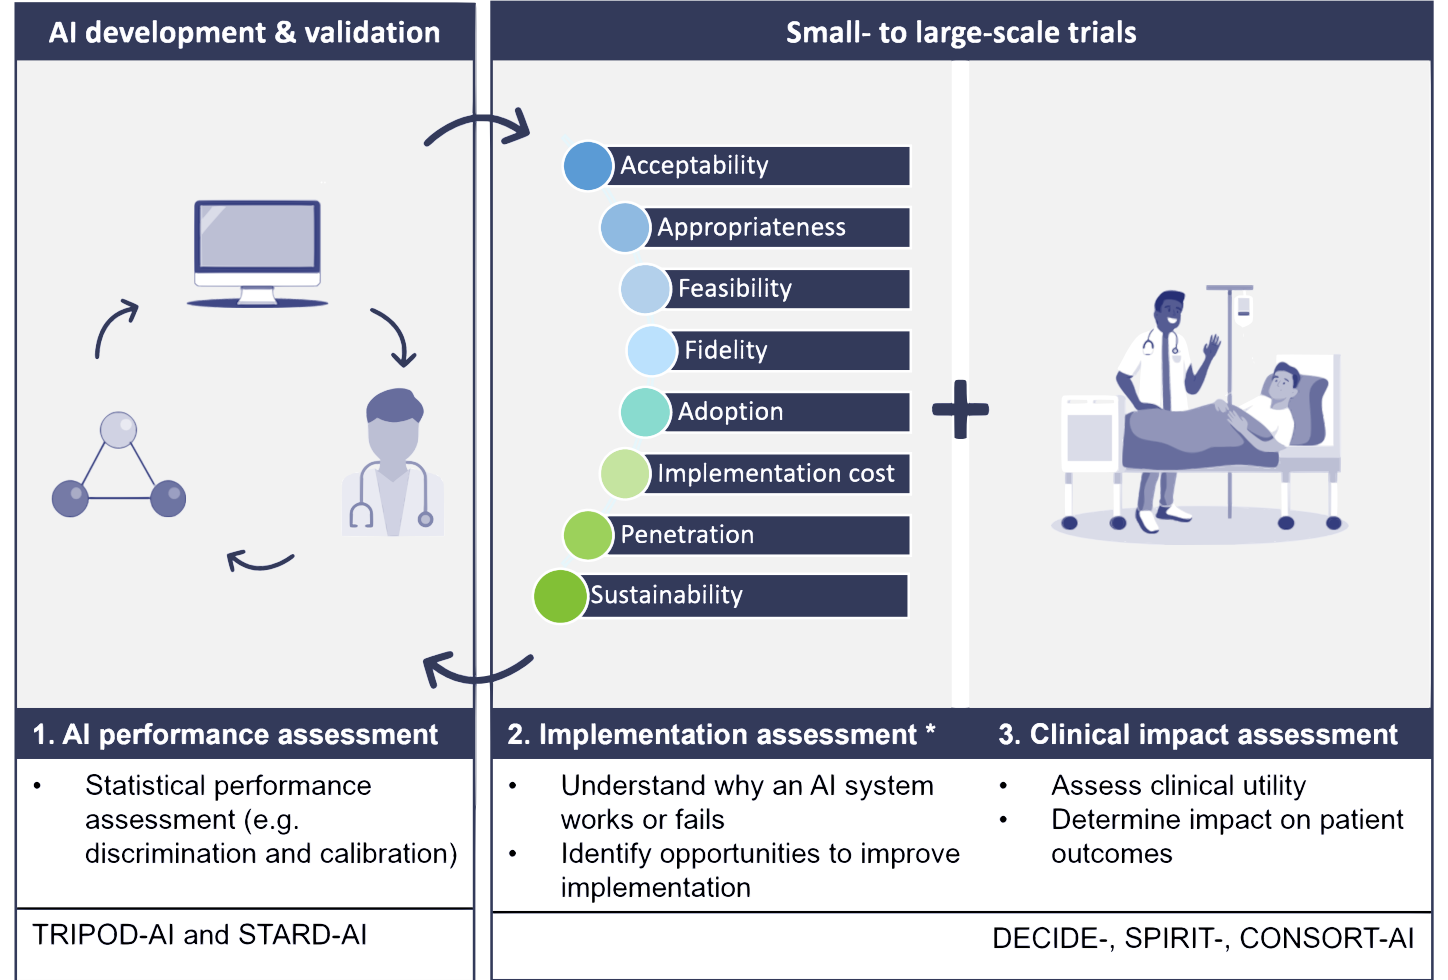 AI development & validation
Small- to large-scale trials
Acceptability
Appropriateness
Feasibility
Fidelity
Adoption
Implementation cost
Penetration
Sustainability
1. AI performance assessment
• Statistical performance
assessment (e.g.
discrimination and calibration)
TRIPOD-AI and STARD-AI
2. Implementation assessment *
• Understand why an AI system
works or fails
• Identify opportunities to improve
implementation
3. Clinical impact assessment
• Assess clinical utility
• Determine impact on patient
outcomes
DECIDE-, SPIRIT-, CONSORT-AI